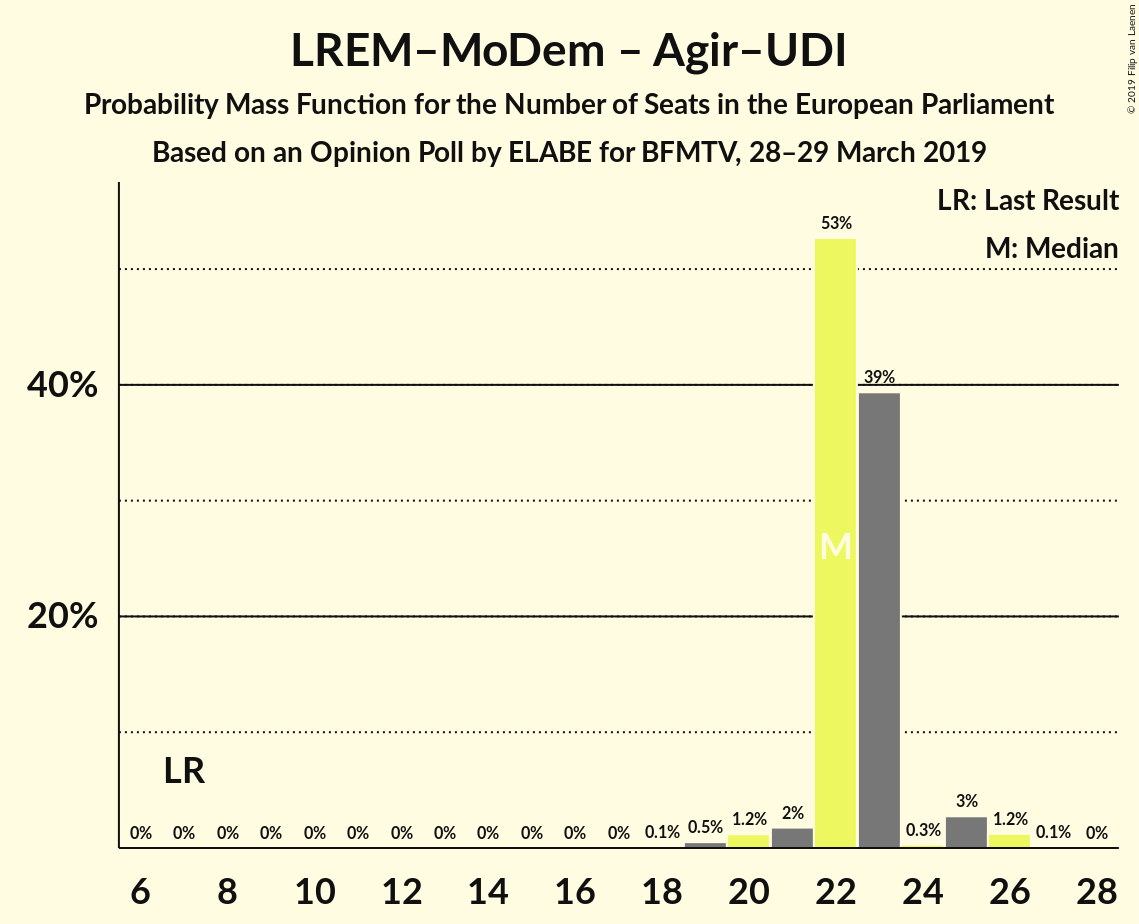 LREM–MoDem – Agir–UDI
Probability Mass Function for the Number of Seats in the European Parliament
Based on an Opinion Poll by ELABE for BFMTV, 28–29 March 2019
© 2019 Filip van Laenen
LR: Last Result
M: Median
53%
40%
39%
M
20%
LR
0% 0% 0% 0% 0% 0% 0% 0% 0% 0% 0% 0% 0.1% 0.5% 1.2% 2% 0.3% 3% 1.2% 0.1% 0%
6 8 10 12 14 16 18 20 22 24 26 28